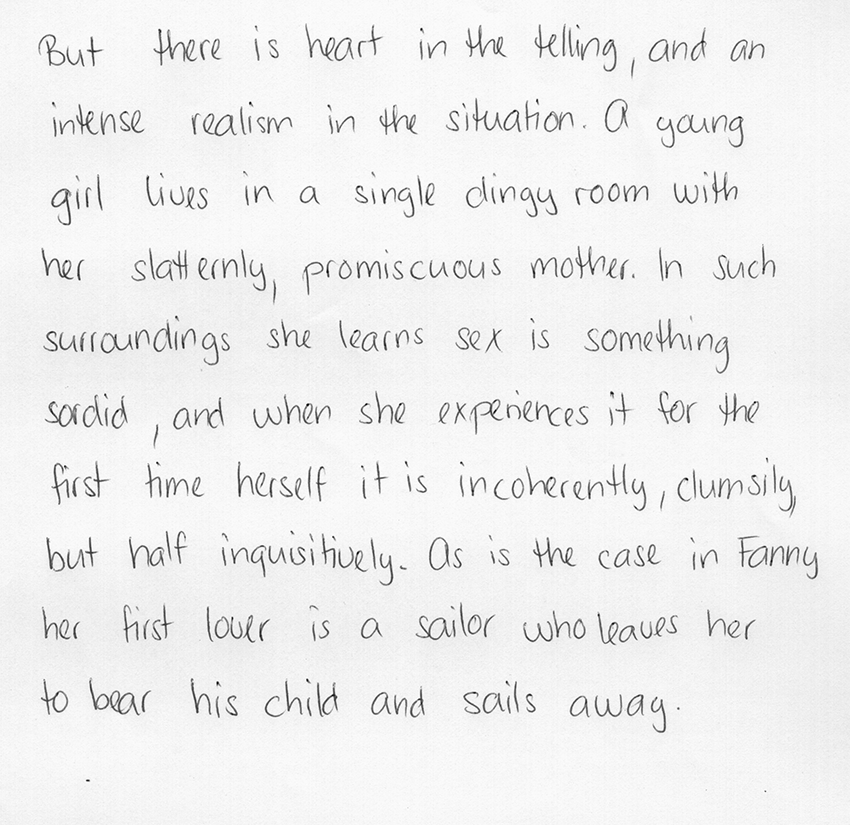 But there is heart in the telling, and an
intense realism in the situation. A young
girl lives in a single dingy room with
her slatternly, promiscuous mother. In such
surroundings she learns sex is something
sordid, and when she experiences it for the
first time herself it is incoherently, clumsily,
but half inquisitively. As is the case in Fanny
her first lover is a sailor who leaves her
to bear his child and sails away.